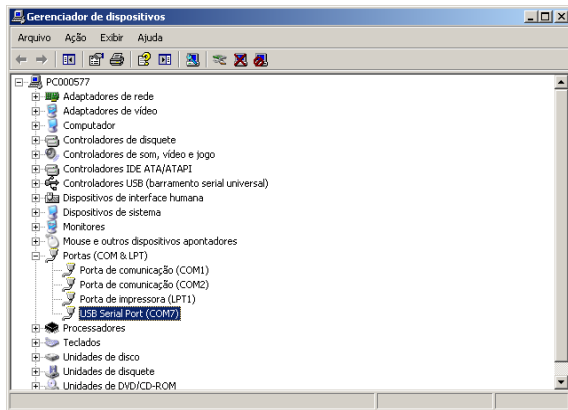 Gerenciador de dispositivos
Arquivo Ação Exibir Ajuda
PC000577
Adaptadores de rede
Adaptadores de vídeo
Computador
Controladores de disquete
Controladores de som, vídeo e jogo
Controladores IDE ATA/ATAPI
Controladores USB (barramento serial universal)
Dispositivos de interface humana
Dispositivos de sistema
Monitores
Mouse e outros dispositivos apontadores
Portas (COM & LPT)
Porta de comunicação (COM1)
Porta de comunicação (COM2)
Porta de impressora (LPT1)
USB Serial Port (COM7)
Processadores
Teclados
Unidades de disco
Unidades de disquete
Unidades de DVD/CD-ROM